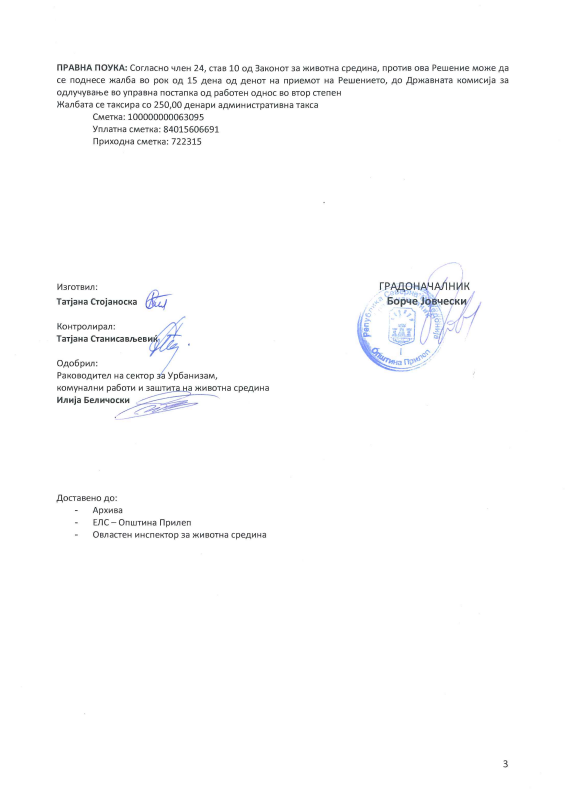 ПРАВНА ПОУКА: Согласно член 24, став 10 од Законот за животна средина, против ова Решение може да
се поднесе жалба во рок од 15 дена од денот на приемот на Решението, до Државната комисија за
одлучување во управна постапка од работен однос во втор степен
Жалбата се таксира со 250,00 денари административна такса
Сметка: 100000000063095
Уплатна сметка: 84015606691
Приходна сметка: 722315
Изготвил:
Татјана Стојаноска
ГРАДОНАЧАЛНИК
Борче Јовчески
Контролирал:
Татјана Станисављевиќ
Општина Прилеп
Одобрил:
Раководител на сектор за Урбанизам,
комунални работи и заштита на животна средина
Илија Беличоски
Доставено до:
- Архива
- ЕЛС – Општина Прилеп
- Овластен инспектор за животна средина
3